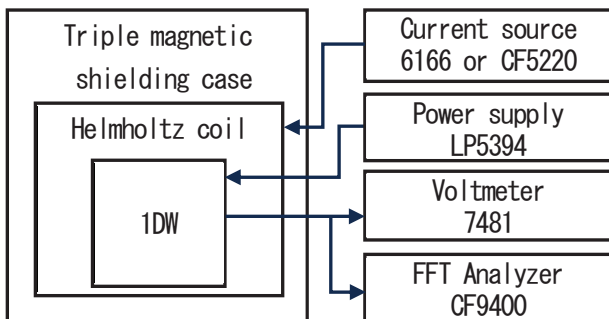 Triple magnetic
shielding case
Helmholtz coil
1DW
Current source
6166 or CF5220
Power supply
LP5394
Voltmeter
7481
FFT Analyzer
CF9400